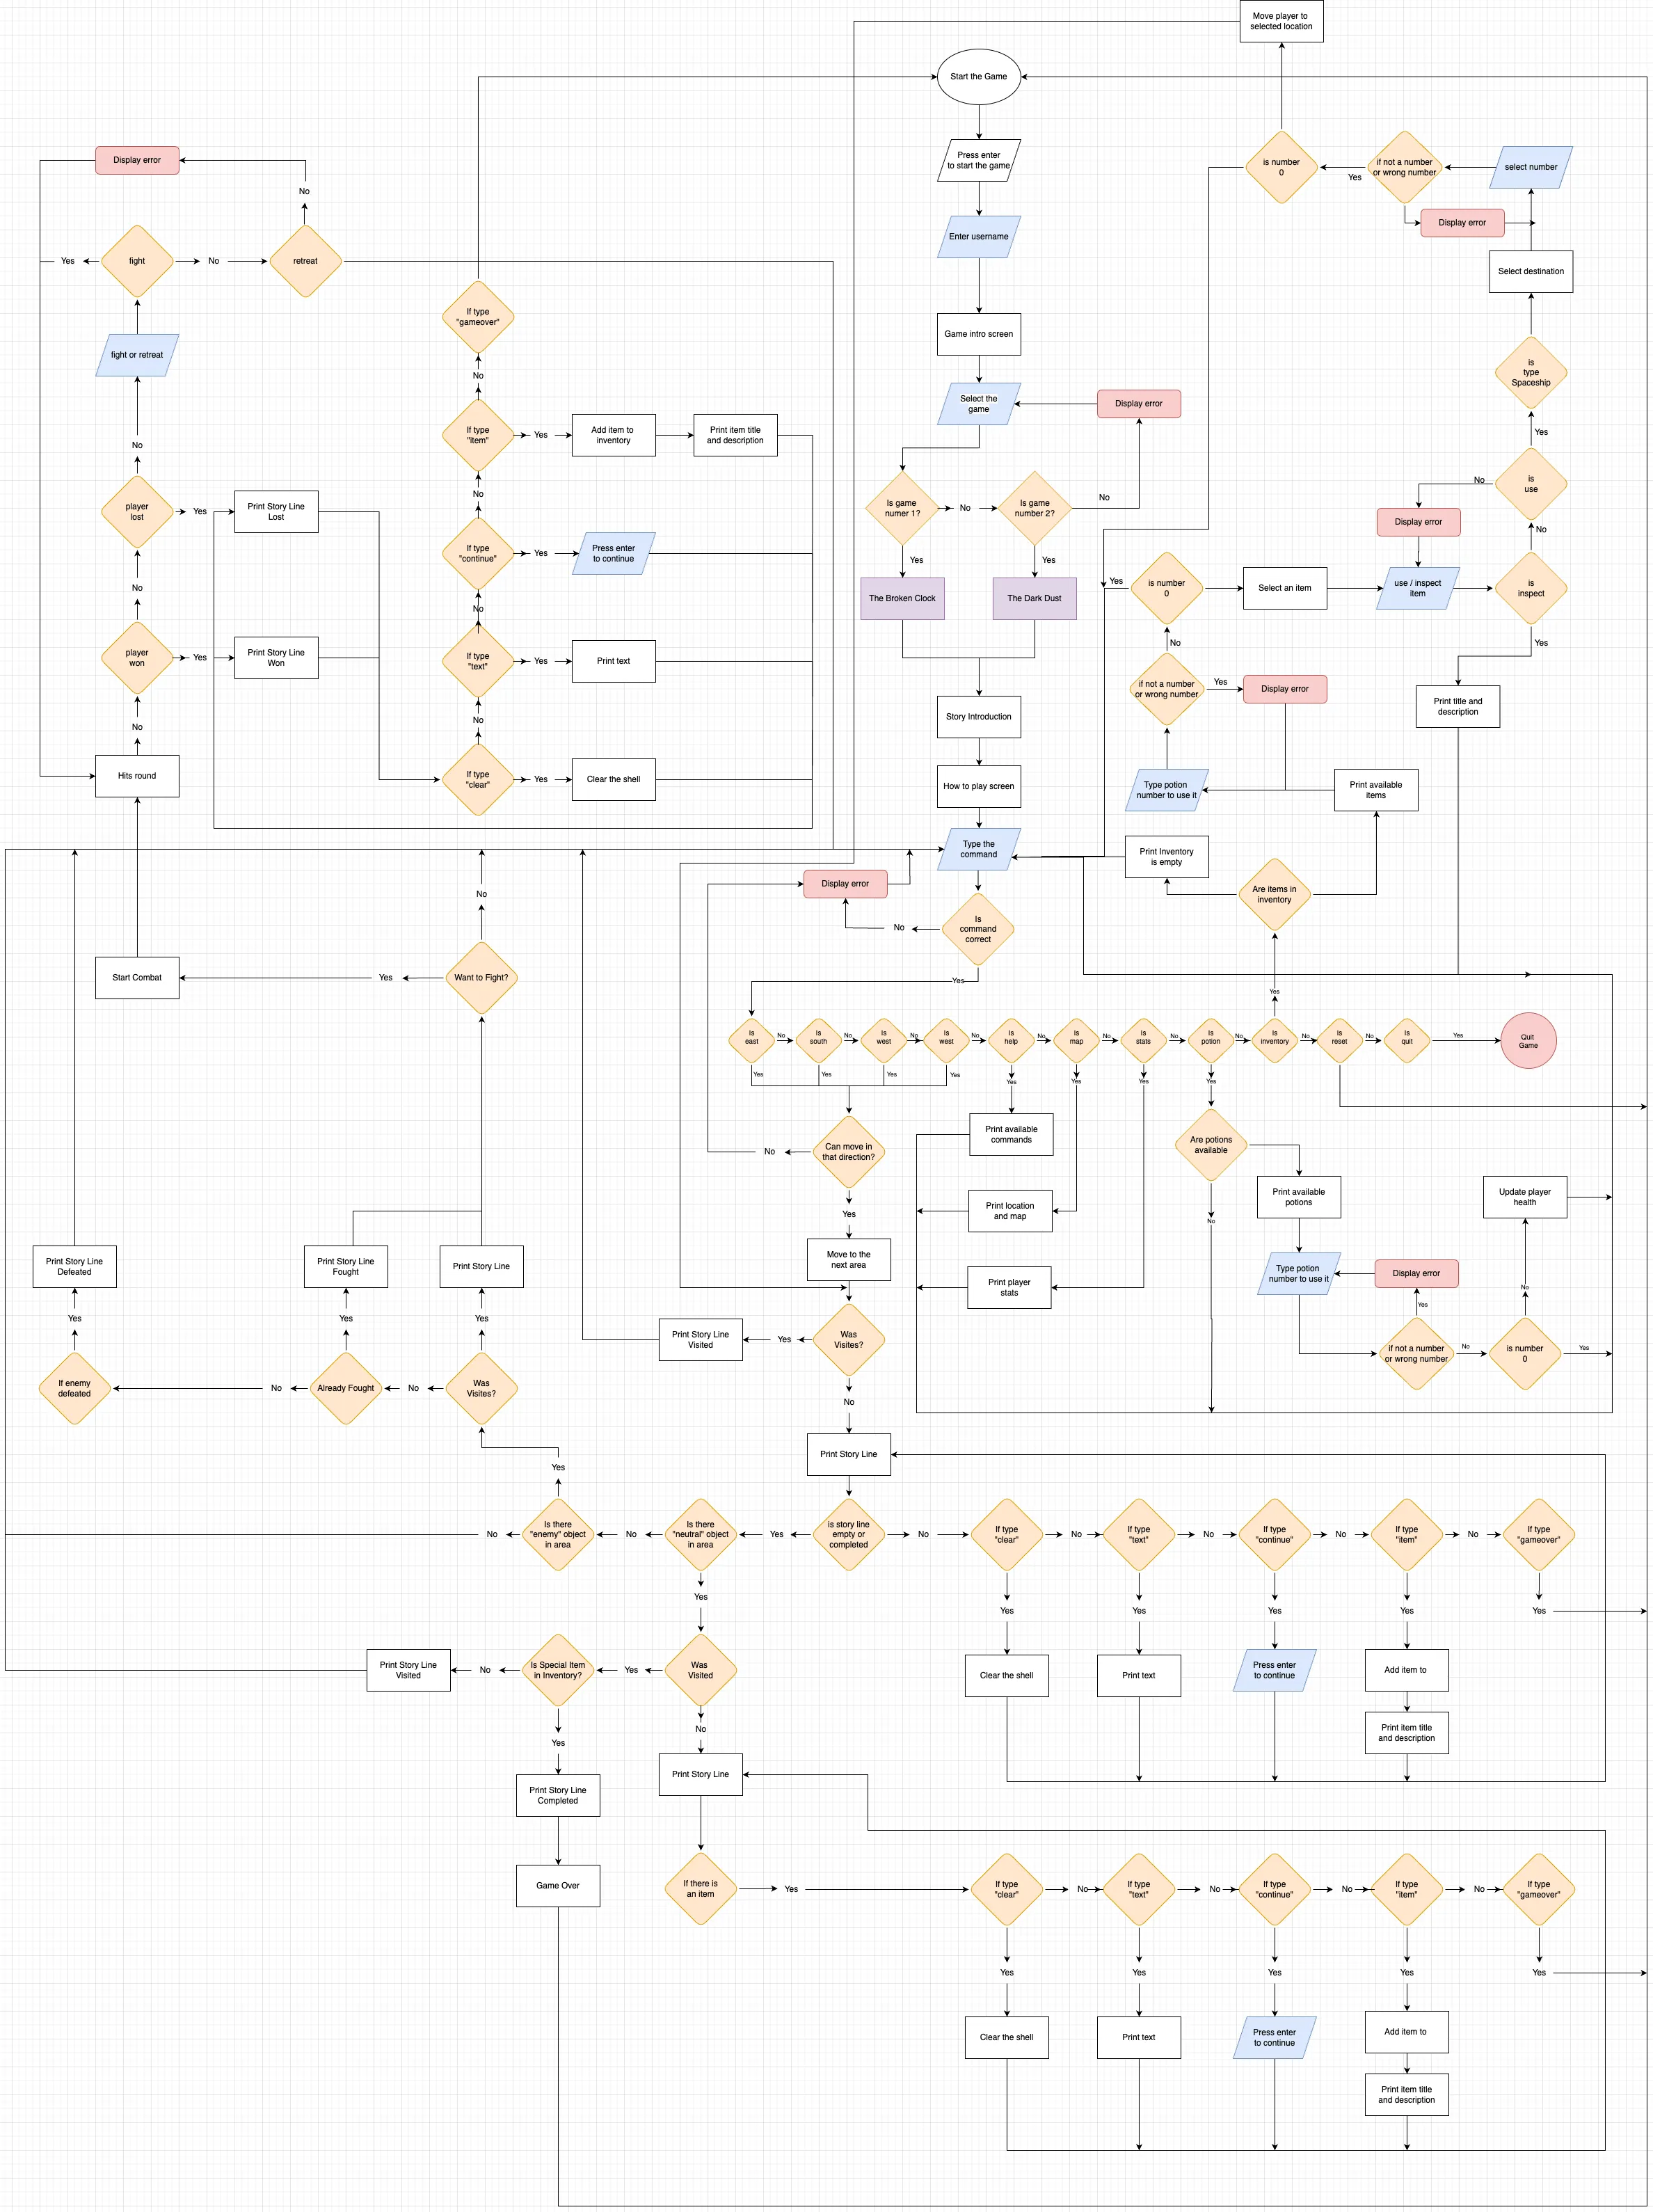 Move player to
selected location
Start the Game
Press enter
to start the game
Enter username
Game intro screen
Select the
game
Display error
Is game
numer 1?
No
Is game
number 2?
No
Yes
Yes
The Broken Clock
The Dark Dust
Story Introduction
How to play screen
Type the
command
Is
command
correct
No
Display error
Yes
is number
0
Yes
if not a number
or wrong number
select number
Display error
Select destination
is
type
Spaceship
Yes
is
use
No
Display error
No
is
inspect
use / inspect
item
Select an item
is number
0
Yes
No
Yes
if not a number
or wrong number
Yes
Display error
Print title and
description
Type potion
number to use it
Print available
items
Print Inventory
is empty
Are items in
inventory
Yes
Display error
No
fight
Yes
No
retreat
fight or retreat
No
player
lost
Yes
Print Story Line
Lost
No
player
won
Yes
Print Story Line
Won
No
Hits round
Start Combat
If type
"gameover"
No
If type
"item"
Yes
Add item to
inventory
Print item title
and description
No
If type
"continue"
Yes
Press enter
to continue
No
If type
"text"
Yes
Print text
No
If type
"clear"
Yes
Clear the shell
No
Want to Fight?
Yes
Is
east
No
Is
south
No
Is
west
No
Is
west
No
Is
help
No
Is
map
No
Is
stats
No
Is
potion
No
Is
inventory
No
Is
reset
No
Is
quit
Yes
Quit
Game
Yes
Yes
Yes
Yes
Yes
Yes
Yes
Yes
Can move in
that direction?
No
Yes
Move to the
next area
Print available
commands
Print location
and map
Print player
stats
Are potions
available
No
Print available
potions
Type potion
number to use it
Display error
Yes
if not a number
or wrong number
No
is number
0
Yes
No
Update player
health
Was
Visites?
Yes
Print Story Line
Visited
No
Print Story Line
Print Story Line
Defeated
Print Story Line
Fought
Print Story Line
Yes
Yes
Yes
If enemy
defeated
No
Already Fought
No
Was
Visites?
Yes
No
Is there
"enemy" object
in area
No
Is there
"neutral" object
in area
Yes
is story line
empty or
completed
No
If type
"clear"
No
If type
"text"
No
If type
"continue"
No
If type
"item"
No
If type
"gameover"
Yes
Yes
Yes
Yes
Yes
Yes
Clear the shell
Print text
Press enter
to continue
Add item to
Print item title
and description
Print Story Line
Visited
No
Is Special Item
in Inventory?
Yes
Was
Visited
No
Yes
Print Story Line
Print Story Line
Completed
Game Over
If there is
an item
Yes
If type
"clear"
No
If type
"text"
No
If type
"continue"
No
If type
"item"
No
If type
"gameover"
Yes
Yes
Yes
Yes
Yes
Clear the shell
Print text
Press enter
to continue
Add item to
Print item title
and description